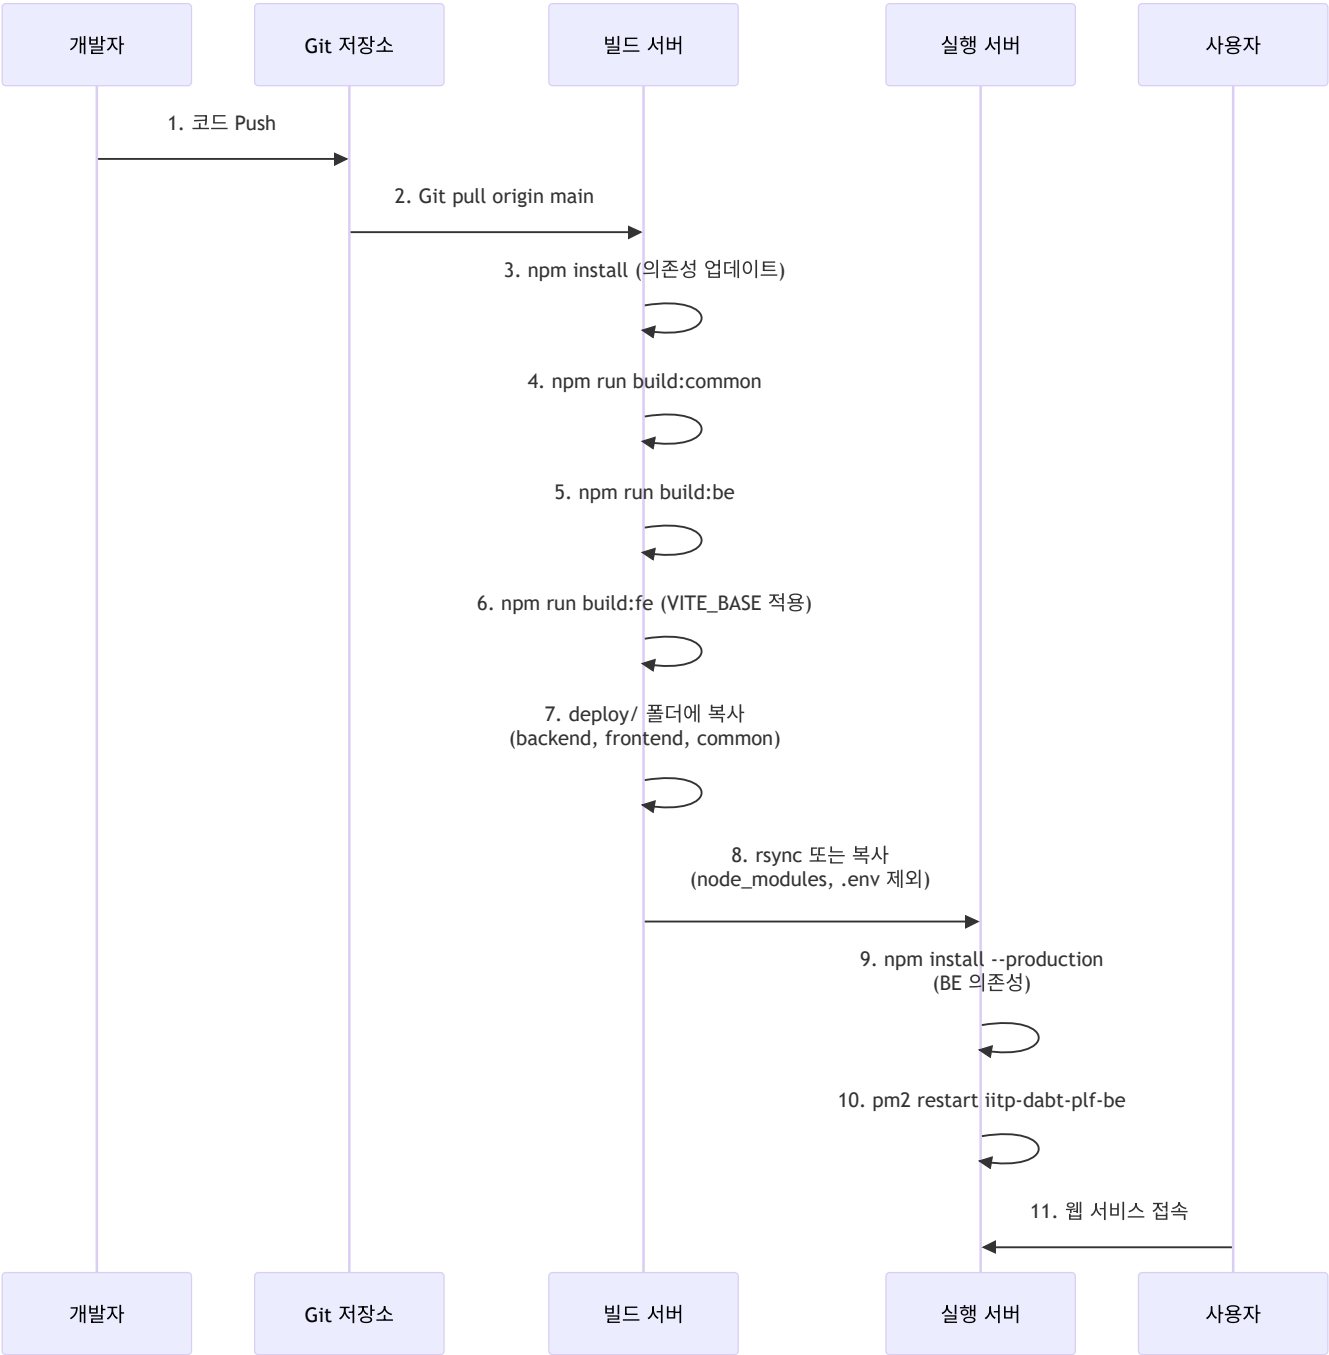 개발자
Git 저장소
빌드 서버
실행 서버
사용자
1. 코드 Push
2. Git pull origin main
3. npm install (의존성 업데이트)
4. npm run build:common
5. npm run build:be
6. npm run build:fe (VITE_BASE 적용)
7. deploy/ 폴더에 복사
(backend, frontend, common)
8. rsync 또는 복사
(node_modules, .env 제외)
9. npm install --production
(BE 의존성)
10. pm2 restart iitp-dabt-plf-be
11. 웹 서비스 접속
개발자
Git 저장소
빌드 서버
실행 서버
사용자